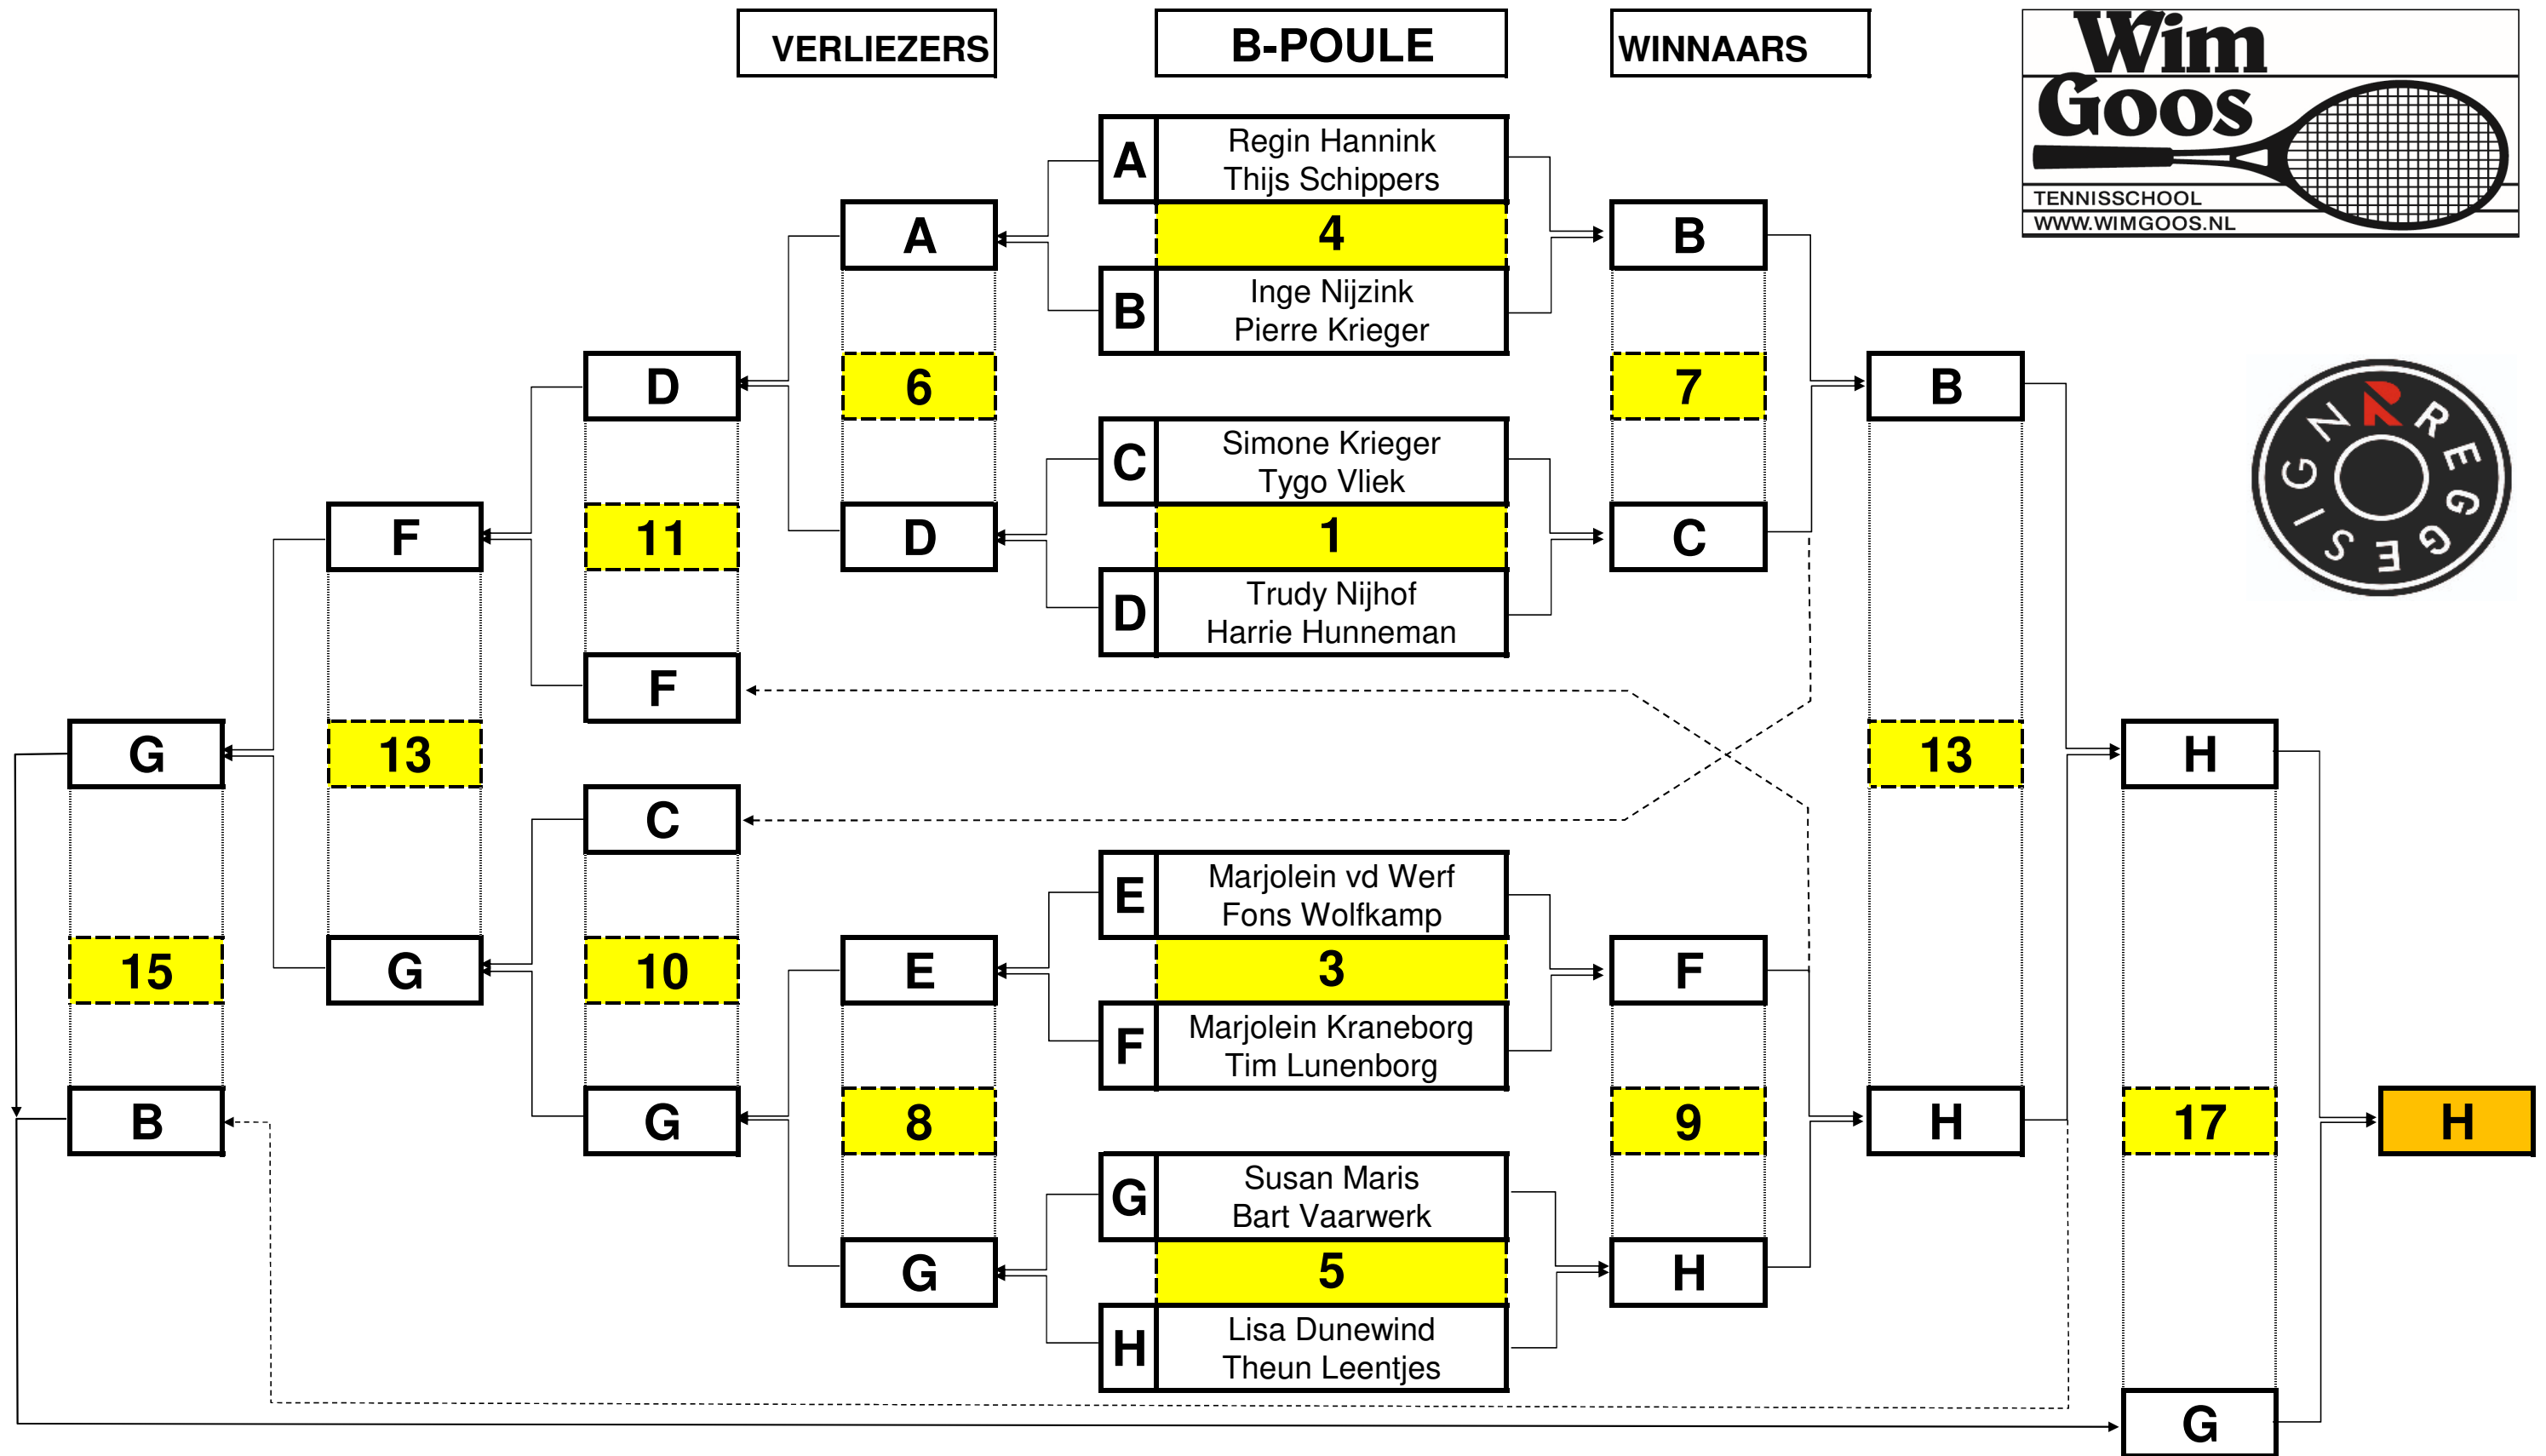 VERLIEZERS
B-POULE
WINNAARS
Wim
Goos
TENNISSCHOOL
WWW.WIMGOOS.NL
A
Regin Hannink
Thijs Schippers
A
4
B
B
Inge Nijzink
Pierre Krieger
D
6
7
B
C
Simone Krieger
Tygo Vliek
F
11
D
1
C
D
Trudy Nijhof
Harrie Hunneman
F
REGGESIGN
G
13
13
H
C
E
Marjolein vd Werf
Fons Wolfkamp
15
G
10
E
3
F
F
Marjolein Kraneborg
Tim Lunenborg
B
G
8
9
H
17
H
G
Susan Maris
Bart Vaarwerk
G
5
H
H
Lisa Dunewind
Theun Leentjes
G